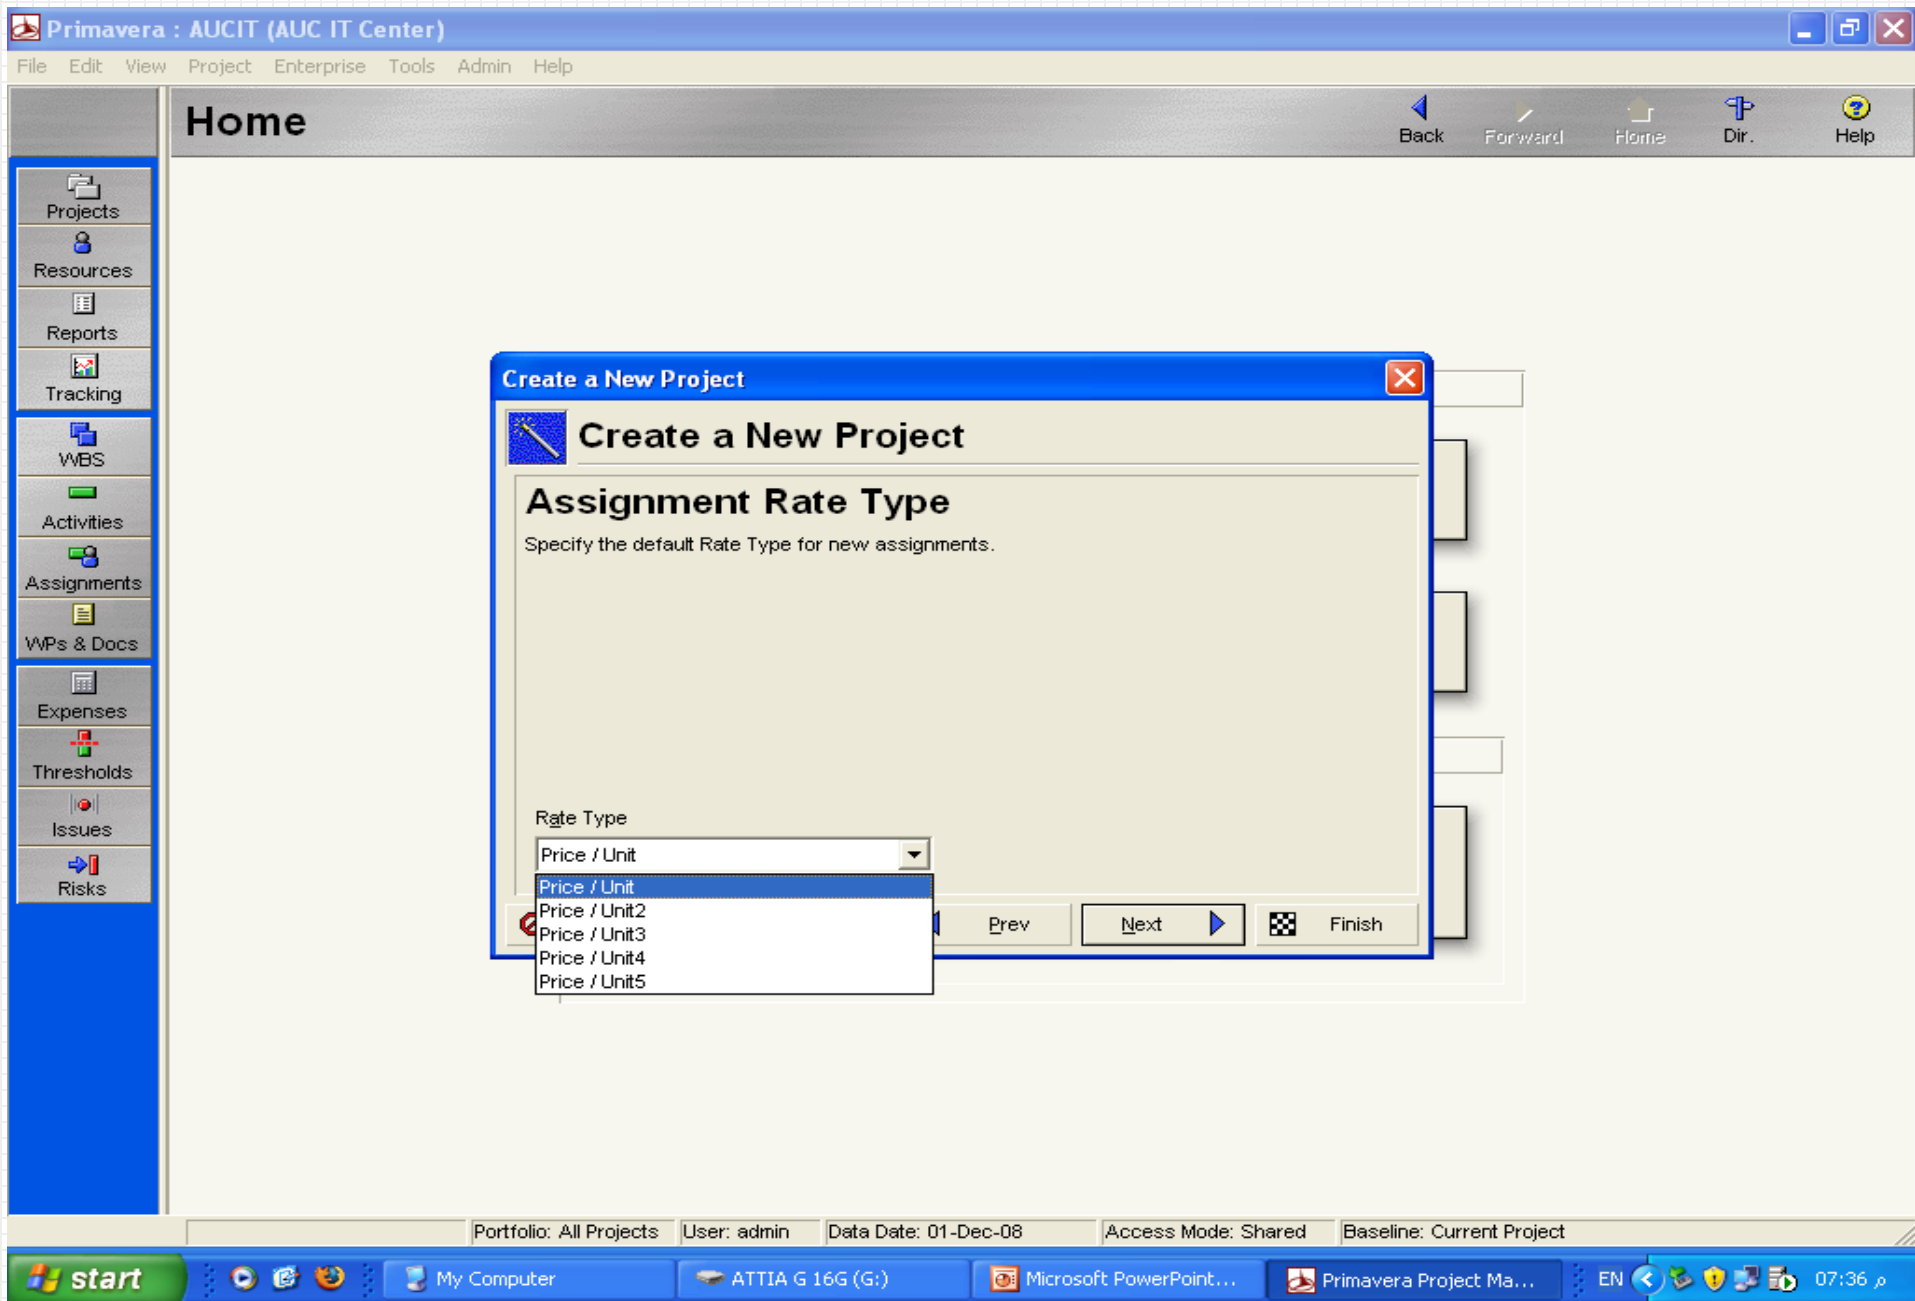 Primavera : AUCIT (AUC IT Center)
File Edit View Project Enterprise Tools Admin Help
Home
Back Forward Home Dir. Help
Projects
Resources
Reports
Tracking
WBS
Activities
Assignments
WPs & Docs
Expenses
Thresholds
Issues
Risks
Create a New Project
Create a New Project
Assignment Rate Type
Specify the default Rate Type for new assignments.
Rate Type
Price / Unit
Price / Unit
Price / Unit2
Price / Unit3
Price / Unit4
Price / Unit5
Prev Next Finish
Portfolio: All Projects User: admin Data Date: 01-Dec-08 Access Mode: Shared Baseline: Current Project
start My Computer ATTIA G 16G (G:) Microsoft PowerPoint... Primavera Project Ma... EN 07:36 م